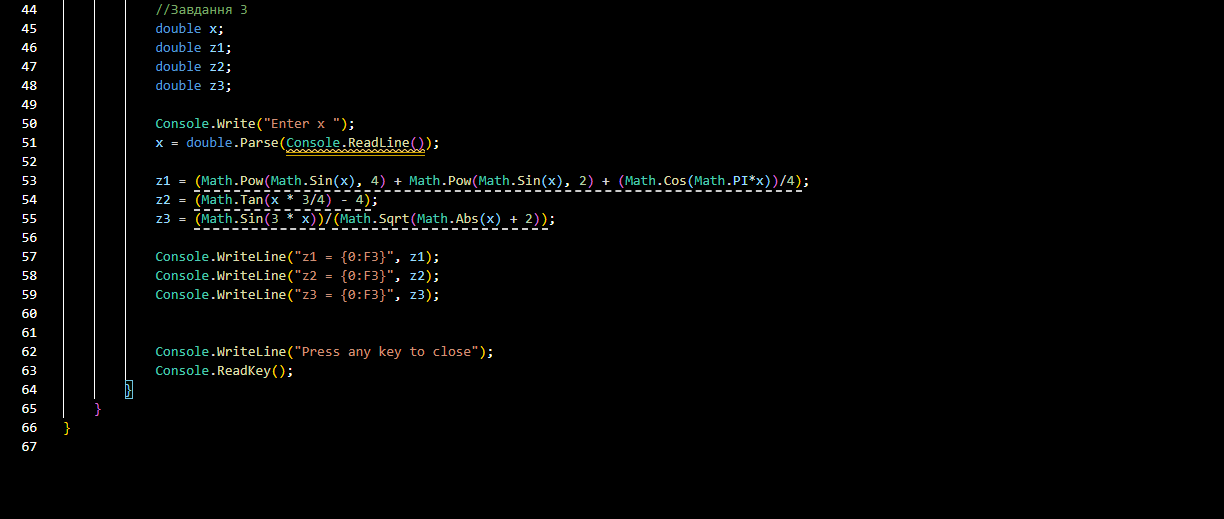 44 //Завдання 3
45 double x;
46 double z1;
47 double z2;
48 double z3;
49
50 Console.Write("Enter x ");
51 x = double.Parse(Console.ReadLine());
52
53 z1 = (Math.Pow(Math.Sin(x), 4) + Math.Pow(Math.Sin(x), 2) + (Math.Cos(Math.PI*x))/4);
54 z2 = (Math.Tan(x * 3/4) - 4);
55 z3 = (Math.Sin(3 * x))/(Math.Sqrt(Math.Abs(x) + 2));
56
57 Console.WriteLine("z1 = {0:F3}", z1);
58 Console.WriteLine("z2 = {0:F3}", z2);
59 Console.WriteLine("z3 = {0:F3}", z3);
60
61
62 Console.WriteLine("Press any key to close");
63 Console.ReadKey();
64 }
65 }
66 }
67